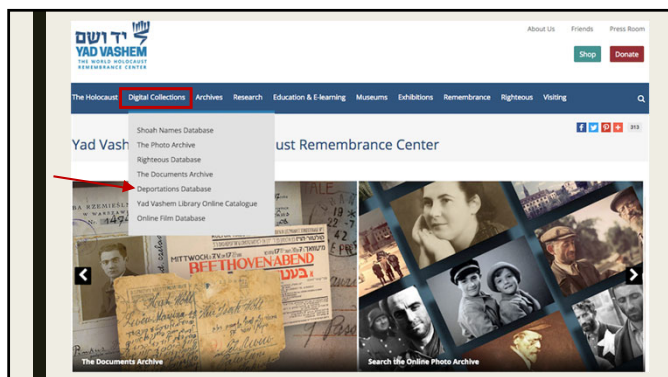 יד ושם
YAD VASHEM
THE WORLD HOLOCAUST
REMEMBRANCE CENTER
About Us Friends Press Room
Shop Donate
The Holocaust Digital Collections Archives Research Education & E-learning Museums Exhibitions Remembrance Righteous Visiting
313
Shoah Names Database
The Photo Archive
Righteous Database
The Documents Archive
Deportations Database
Yad Vashem Library Online Catalogue
Online Film Database
Yad Vash
ust Remembrance Center
MITTWOCH
BEETHOVENABEND
The Documents Archive
Search the Online Photo Archive